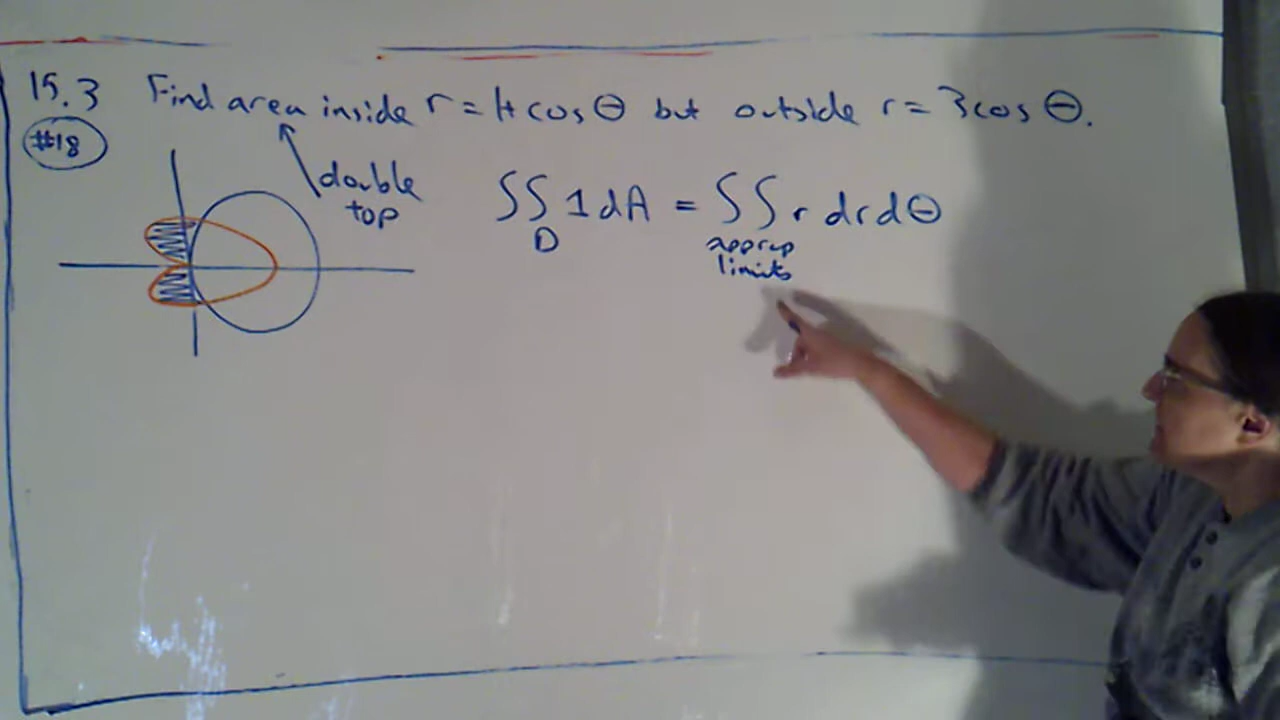 15.3 Find area inside r = 1+cos Θ but outside r = 3cos Θ.
#18
double
top
∫∫ 1 dA = ∫∫ r dr dΘ
D approp
limits